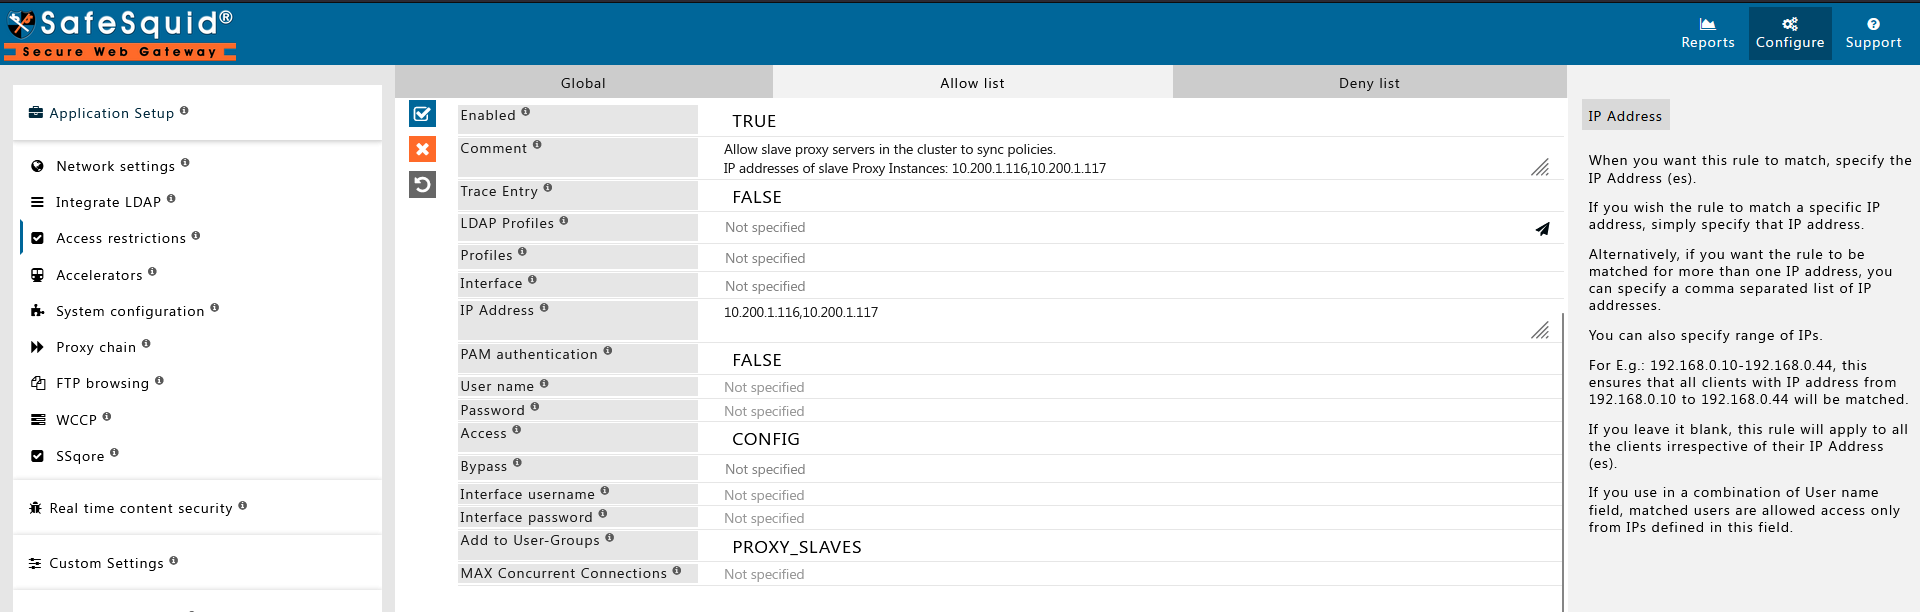 SafeSquid®
Secure Web Gateway
Reports
Configure
Support
Application Setup
Network settings
Integrate LDAP
Access restrictions
Accelerators
System configuration
Proxy chain
FTP browsing
WCCP
SSqore
Real time content security
Custom Settings
Global
Allow list
Deny list
Enabled
TRUE
Comment
Allow slave proxy servers in the cluster to sync policies.
IP addresses of slave Proxy Instances: 10.200.1.116,10.200.1.117
Trace Entry
FALSE
LDAP Profiles
Not specified
Profiles
Not specified
Interface
Not specified
IP Address
10.200.1.116,10.200.1.117
PAM authentication
FALSE
User name
Not specified
Password
Not specified
Access
CONFIG
Bypass
Not specified
Interface username
Not specified
Interface password
Not specified
Add to User-Groups
PROXY_SLAVES
MAX Concurrent Connections
Not specified
IP Address
When you want this rule to match, specify the
IP Address (es).
If you wish the rule to match a specific IP
address, simply specify that IP address.
Alternatively, if you want the rule to be
matched for more than one IP address, you
can specify a comma separated list of IP
addresses.
You can also specify range of IPs.
For E.g.: 192.168.0.10-192.168.0.44, this
ensures that all clients with IP address from
192.168.0.10 to 192.168.0.44 will be matched.
If you leave it blank, this rule will apply to all
the clients irrespective of their IP Address
(es).
If you use in a combination of User name
field, matched users are allowed access only
from IPs defined in this field.